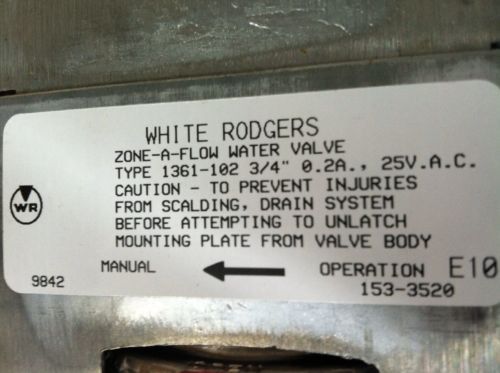 WHITE RODGERS
ZONE-A-FLOW WATER VALVE
TYPE 1361-102 3/4" 0.2A., 25V.A.C.
CAUTION - TO PREVENT INJURIES
FROM SCALDING, DRAIN SYSTEM
BEFORE ATTEMPTING TO UNLATCH
MOUNTING PLATE FROM VALVE BODY
WR
MANUAL OPERATION E10
9842 153-3520